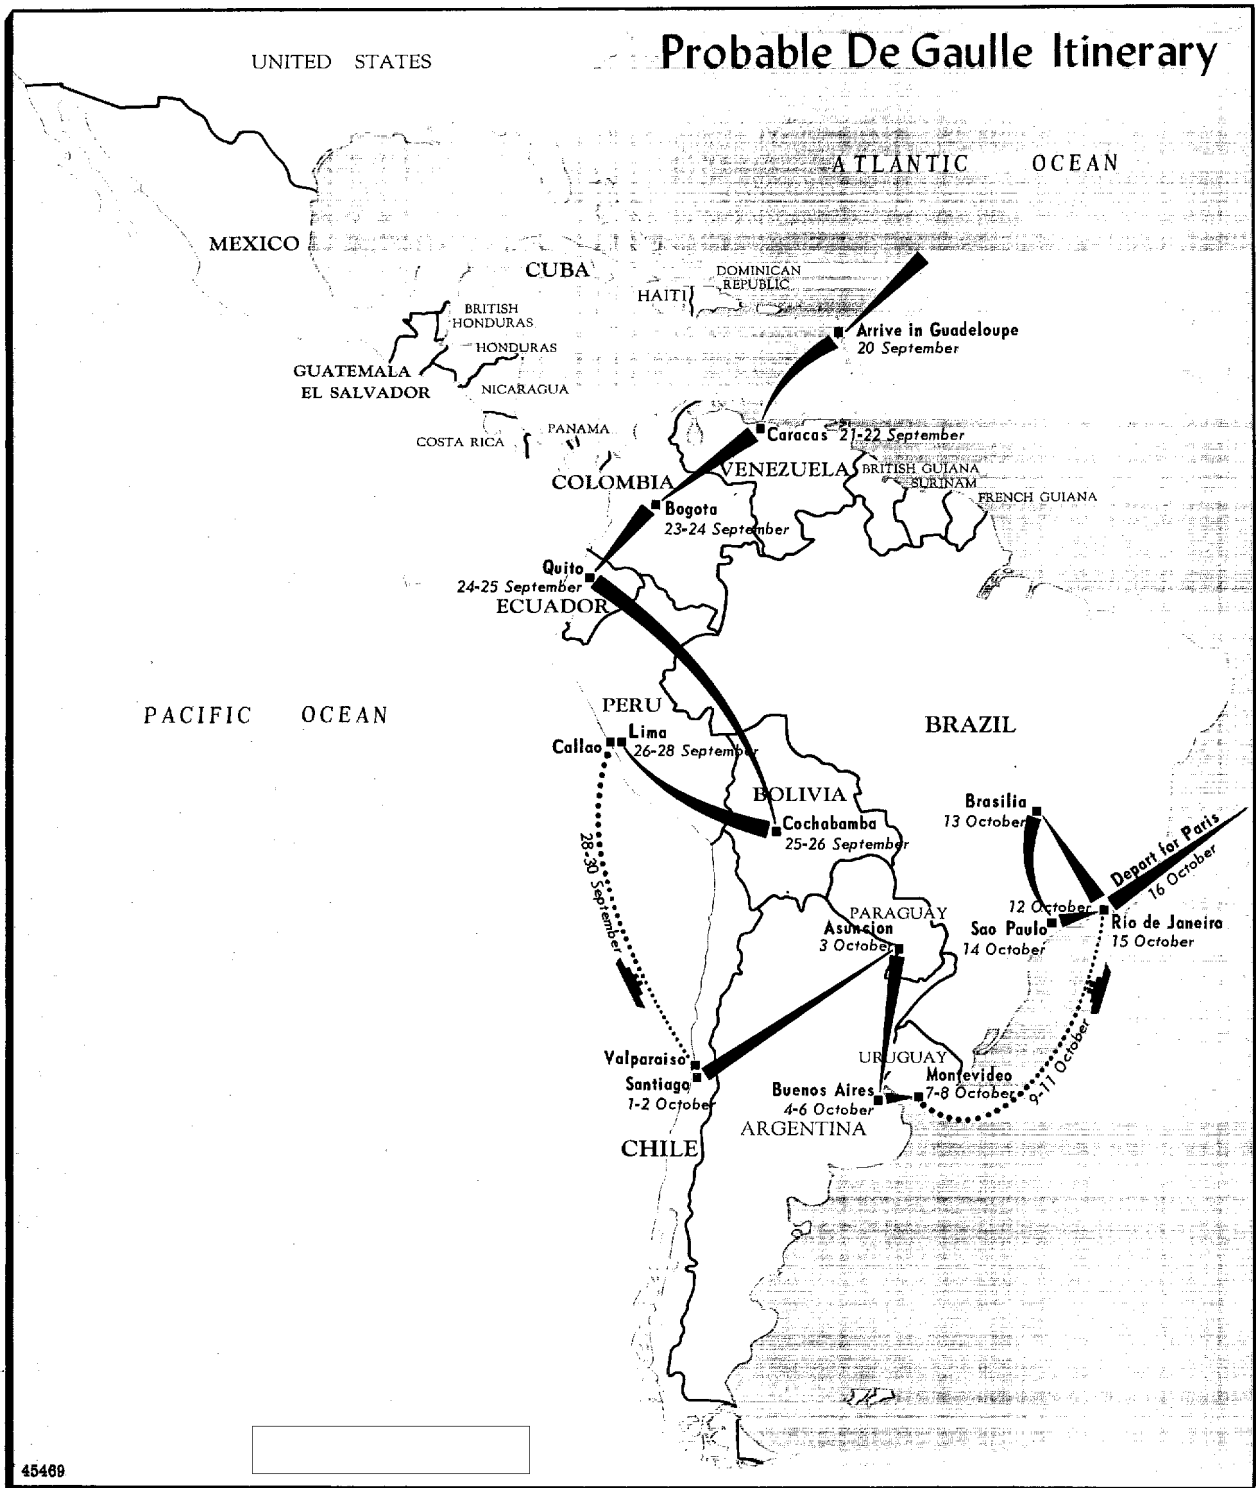 Probable De Gaulle Itinerary
UNITED STATES
ATLANTIC OCEAN
MEXICO
CUBA
DOMINICAN
REPUBLIC
HAITI
BRITISH
HONDURAS
HONDURAS
GUATEMALA
EL SALVADOR
NICARAGUA
COSTA RICA
PANAMA
Arrive in Guadeloupe
20 September
Caracas 21-22 September
VENEZUELA
BRITISH GUIANA
SURINAM
FRENCH GUIANA
COLOMBIA
Bogota
23-24 September
Quito
24-25 September
ECUADOR
PACIFIC OCEAN
PERU
BRAZIL
Lima
Callao
26-28 September
BOLIVIA
Cochabamba
25-26 September
Brasilia
13 October
Depart for Paris
16 October
28-30 September
12 October
PARAGUAY
Asuncion
3 October
Sao Paulo
14 October
Rio de Janeira
15 October
Valparaiso
Santiago
1-2 October
URUGUAY
Montevideo
7-8 October
9-11 October
Buenos Aires
4-6 October
ARGENTINA
CHILE
45469